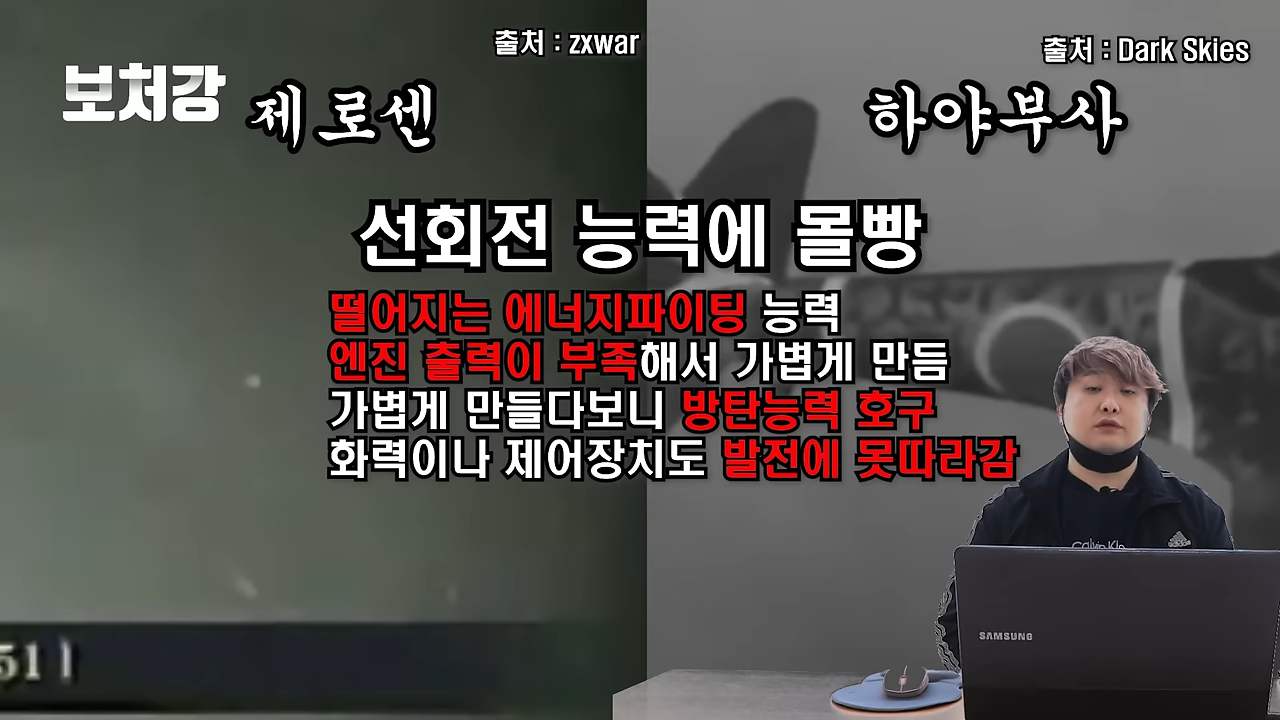 출처 : zxwar
출처 : Dark Skies
보처강
제로센
하야부사
선회전 능력에 몰빵
떨어지는 에너지파이팅 능력
엔진 출력이 부족해서 가볍게 만듬
가볍게 만들다보니 방탄능력 호구
화력이나 제어장치도 발전에 못따라감
Calvin Kle
SAMSUNG
51